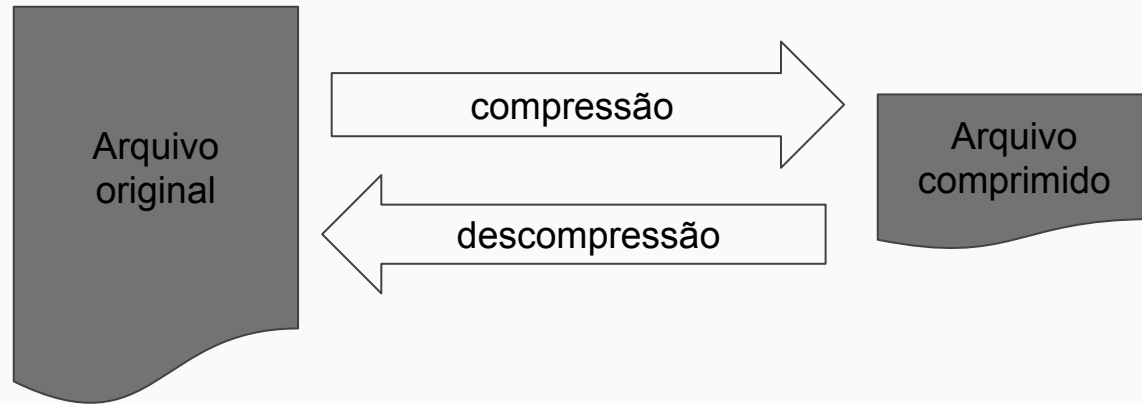 Arquivo
original
compressão
descompressão
Arquivo
comprimido